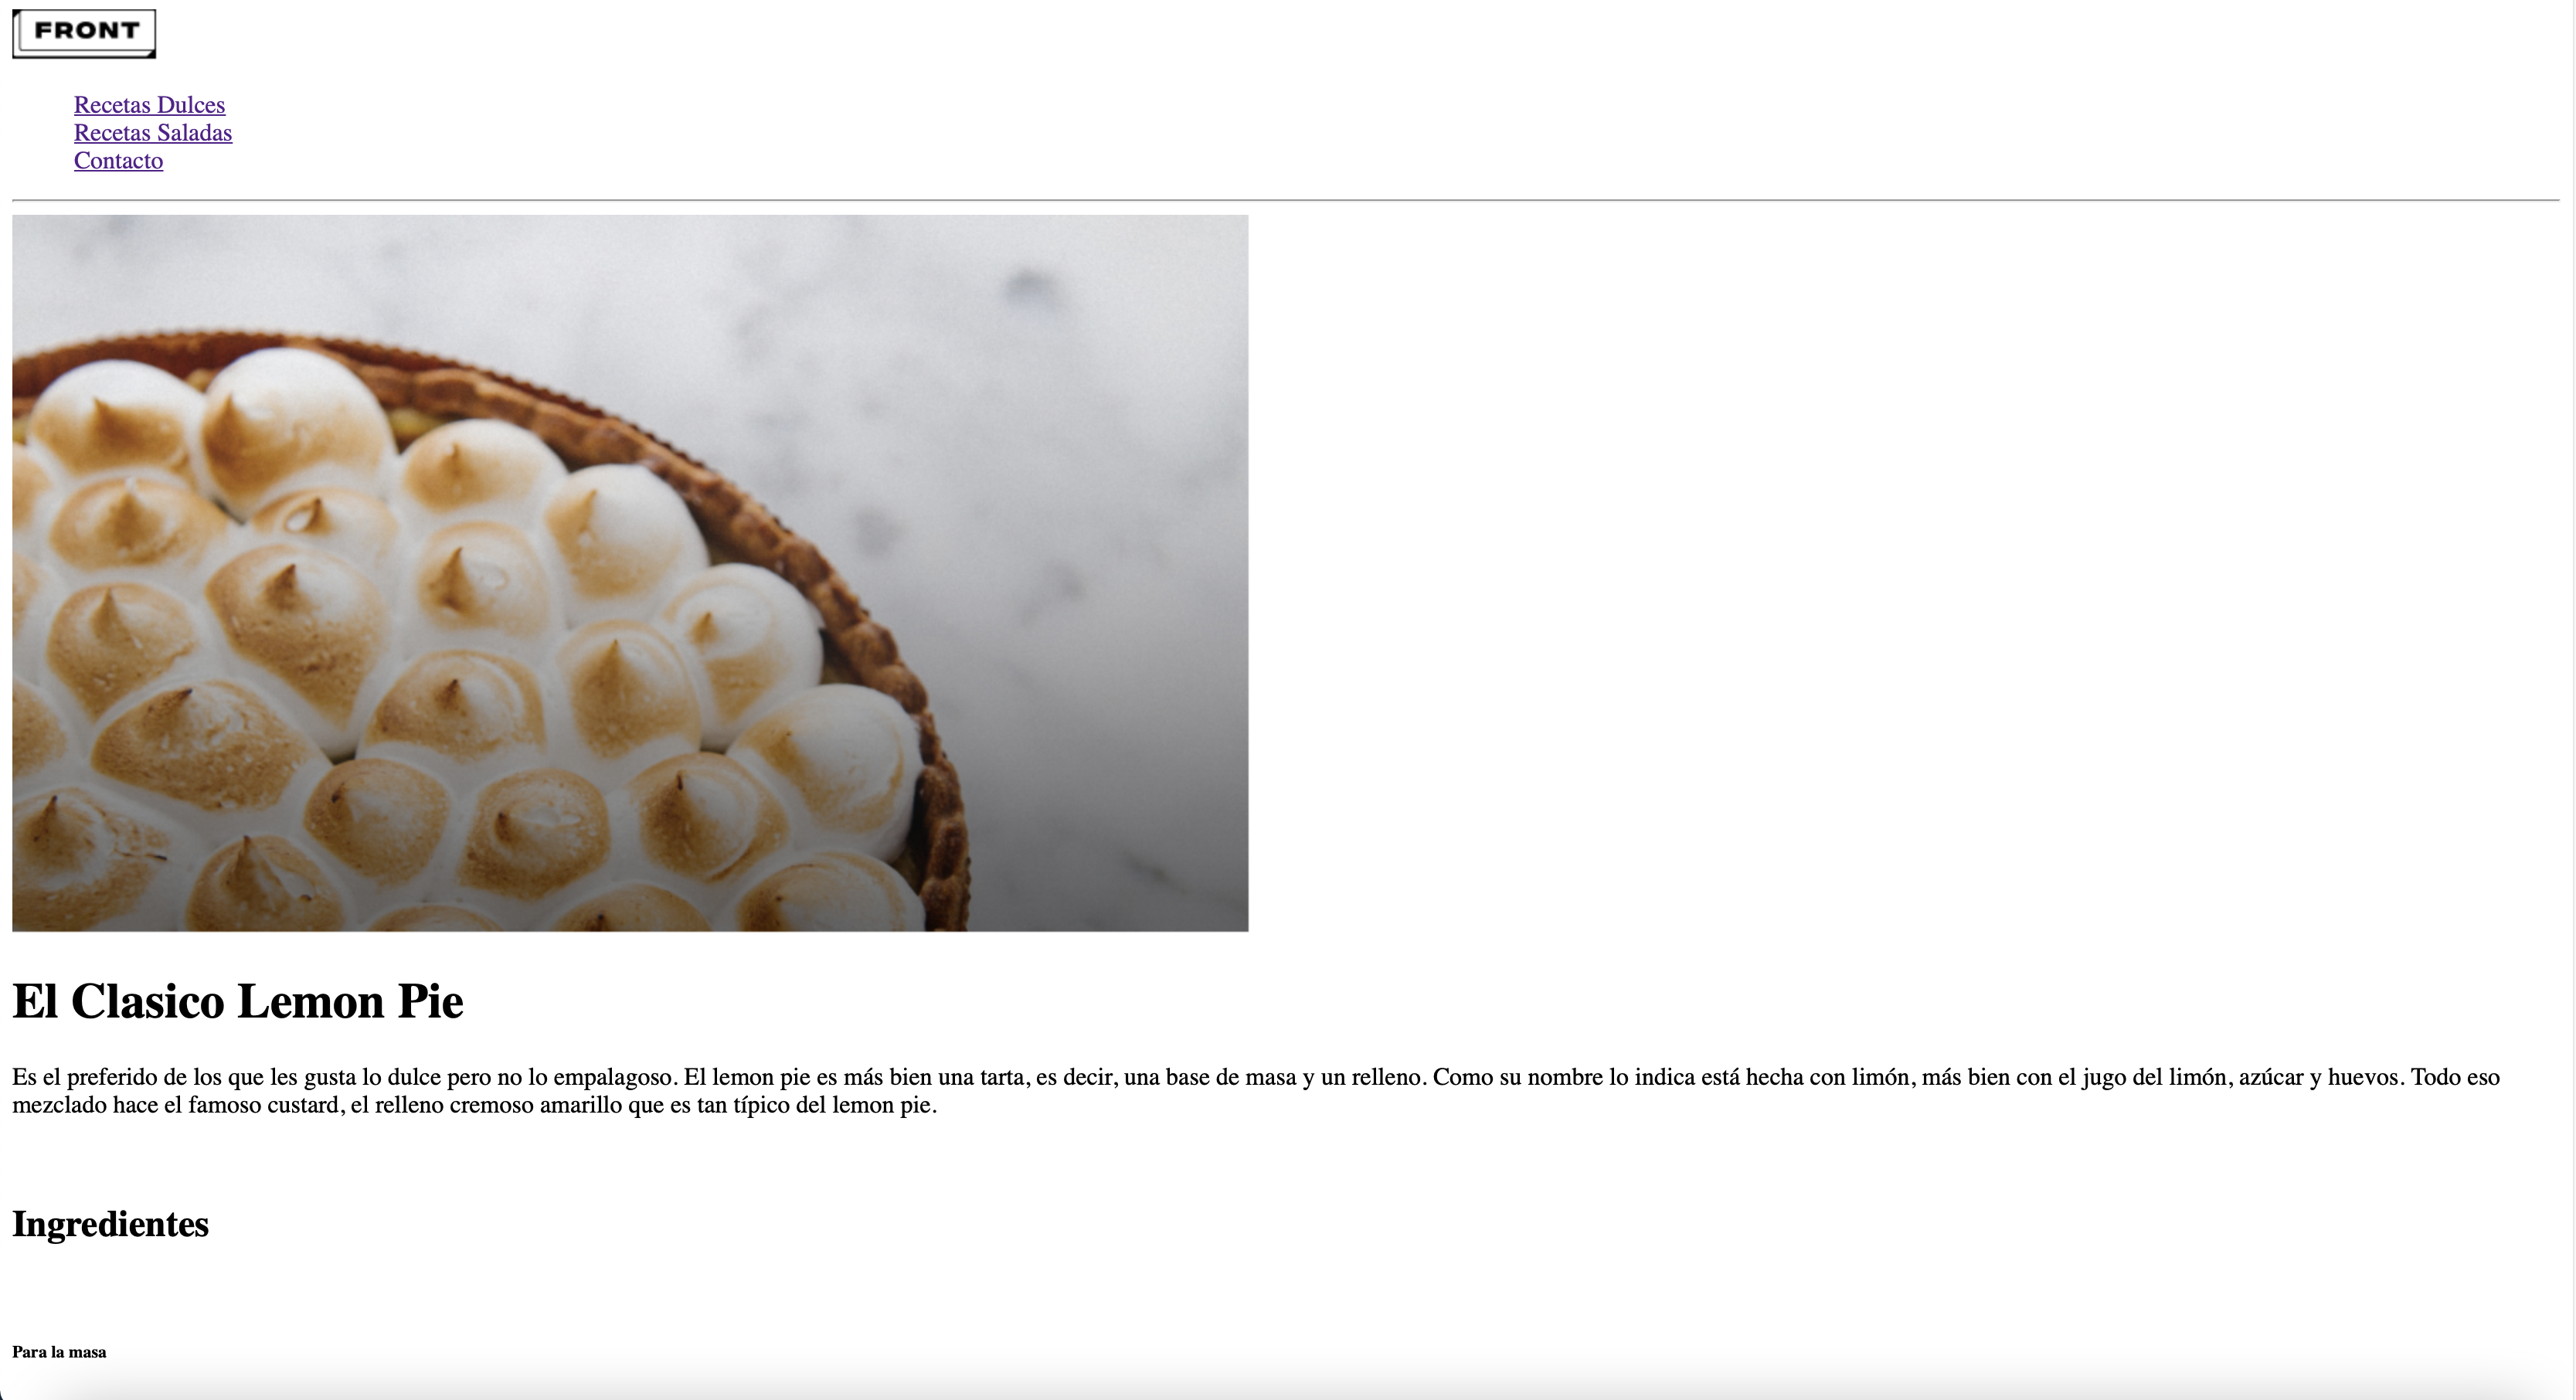 FRONT
Recetas Dulces
Recetas Saladas
Contacto
El Clasico Lemon Pie
Es el preferido de los que les gusta lo dulce pero no lo empalagoso. El lemon pie es más bien una tarta, es decir, una base de masa y un relleno. Como su nombre lo indica está hecha con limón, más bien con el jugo del limón, azúcar y huevos. Todo eso
mezclado hace el famoso custard, el relleno cremoso amarillo que es tan típico del lemon pie.
Ingredientes
Para la masa